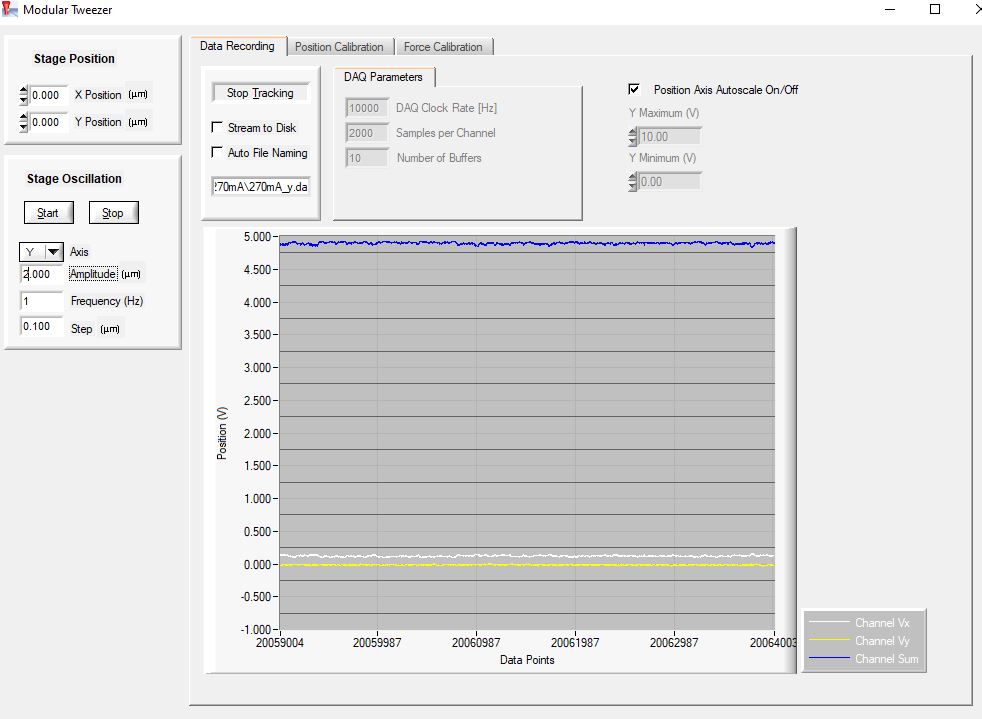 Modular Tweezer
Stage Position
0.000 X Position (µm)
0.000 Y Position (µm)
Stage Oscillation
Start Stop
Y Axis
2.000 Amplitude (µm)
1 Frequency (Hz)
0.100 Step (µm)
Data Recording Position Calibration Force Calibration
Stop Tracking
Stream to Disk
Auto File Naming
270mA\270mA_y.da
DAQ Parameters
10000 DAQ Clock Rate [Hz]
2000 Samples per Channel
10 Number of Buffers
Position Axis Autoscale On/Off
Y Maximum (V)
10.00
Y Minimum (V)
0.00
Position (V)
5.000
4.500
4.000
3.500
3.000
2.500
2.000
1.500
1.000
0.500
0.000
-0.500
-1.000
20059004 20059987 20060987 20061987 20062987 20064003
Data Points
Channel Vx
Channel Vy
Channel Sum